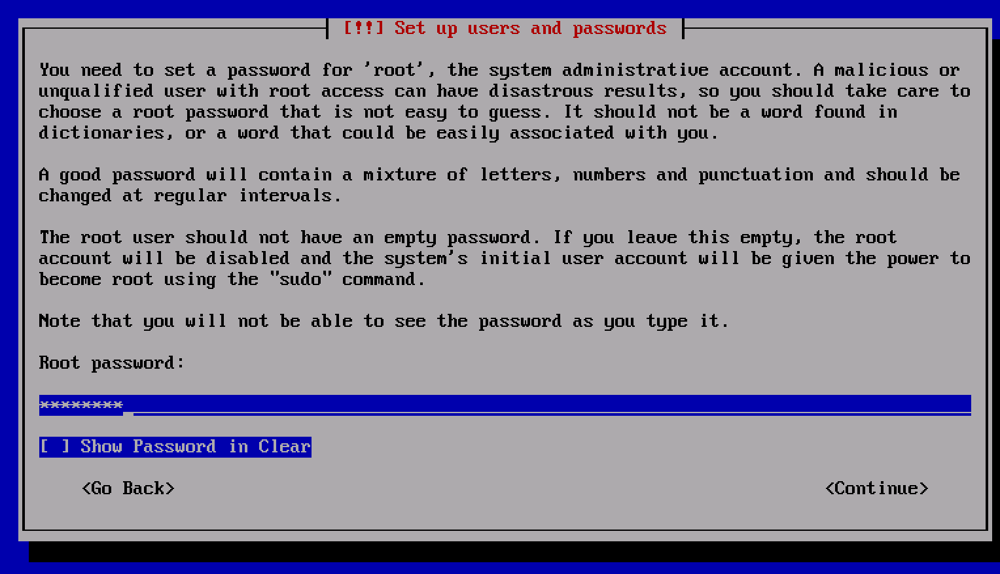 [!!] Set up users and passwords
You need to set a password for 'root', the system administrative account. A malicious or
unqualified user with root access can have disastrous results, so you should take care to
choose a root password that is not easy to guess. It should not be a word found in
dictionaries, or a word that could be easily associated with you.
A good password will contain a mixture of letters, numbers and punctuation and should be
changed at regular intervals.
The root user should not have an empty password. If you leave this empty, the root
account will be disabled and the system's initial user account will be given the power to
become root using the "sudo" command.
Note that you will not be able to see the password as you type it.
Root password:
********
[ ] Show Password in Clear
<Go Back> <Continue>